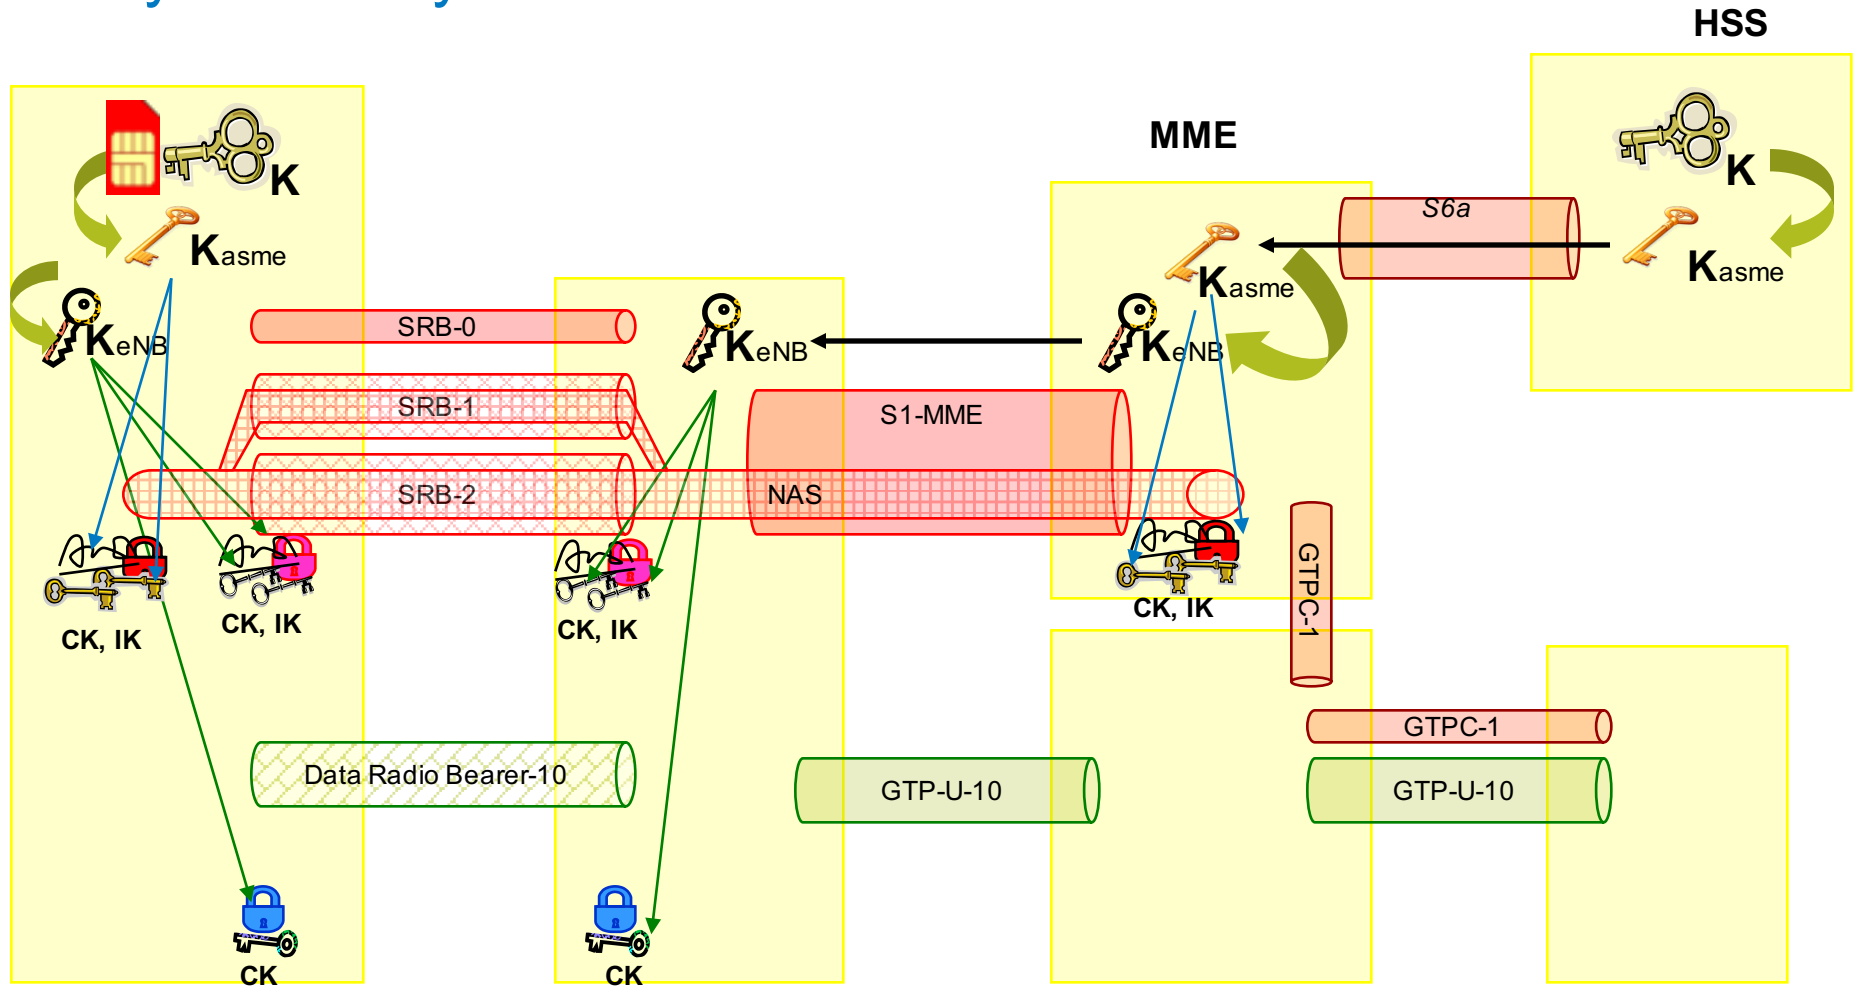 HSS
MME
K
K
S6a
Kasme
Kasme
Kasme
KeNB
SRB-0
KeNB
KeNB
SRB-1
S1-MME
SRB-2
NAS
GTPC-1
CK, IK
CK, IK
CK, IK
CK, IK
GTPC-1
Data Radio Bearer-10
GTP-U-10
GTP-U-10
CK
CK